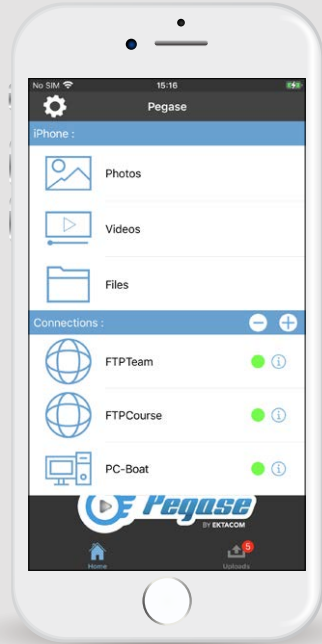 No SIM 15:16
Pegase
iPhone :
Photos
Videos
Files
Connections :
FTPTeam
FTPCourse
PC-Boat
Pegase
BY EKTACOM
5
Home Uploads